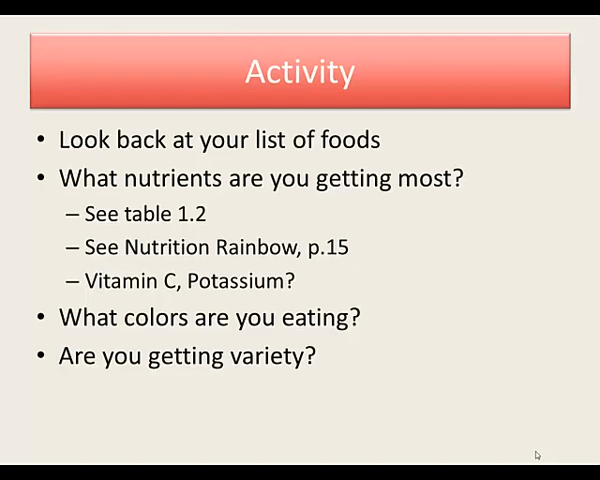 Activity
• Look back at your list of foods
• What nutrients are you getting most?
– See table 1.2
– See Nutrition Rainbow, p.15
– Vitamin C, Potassium?
• What colors are you eating?
• Are you getting variety?